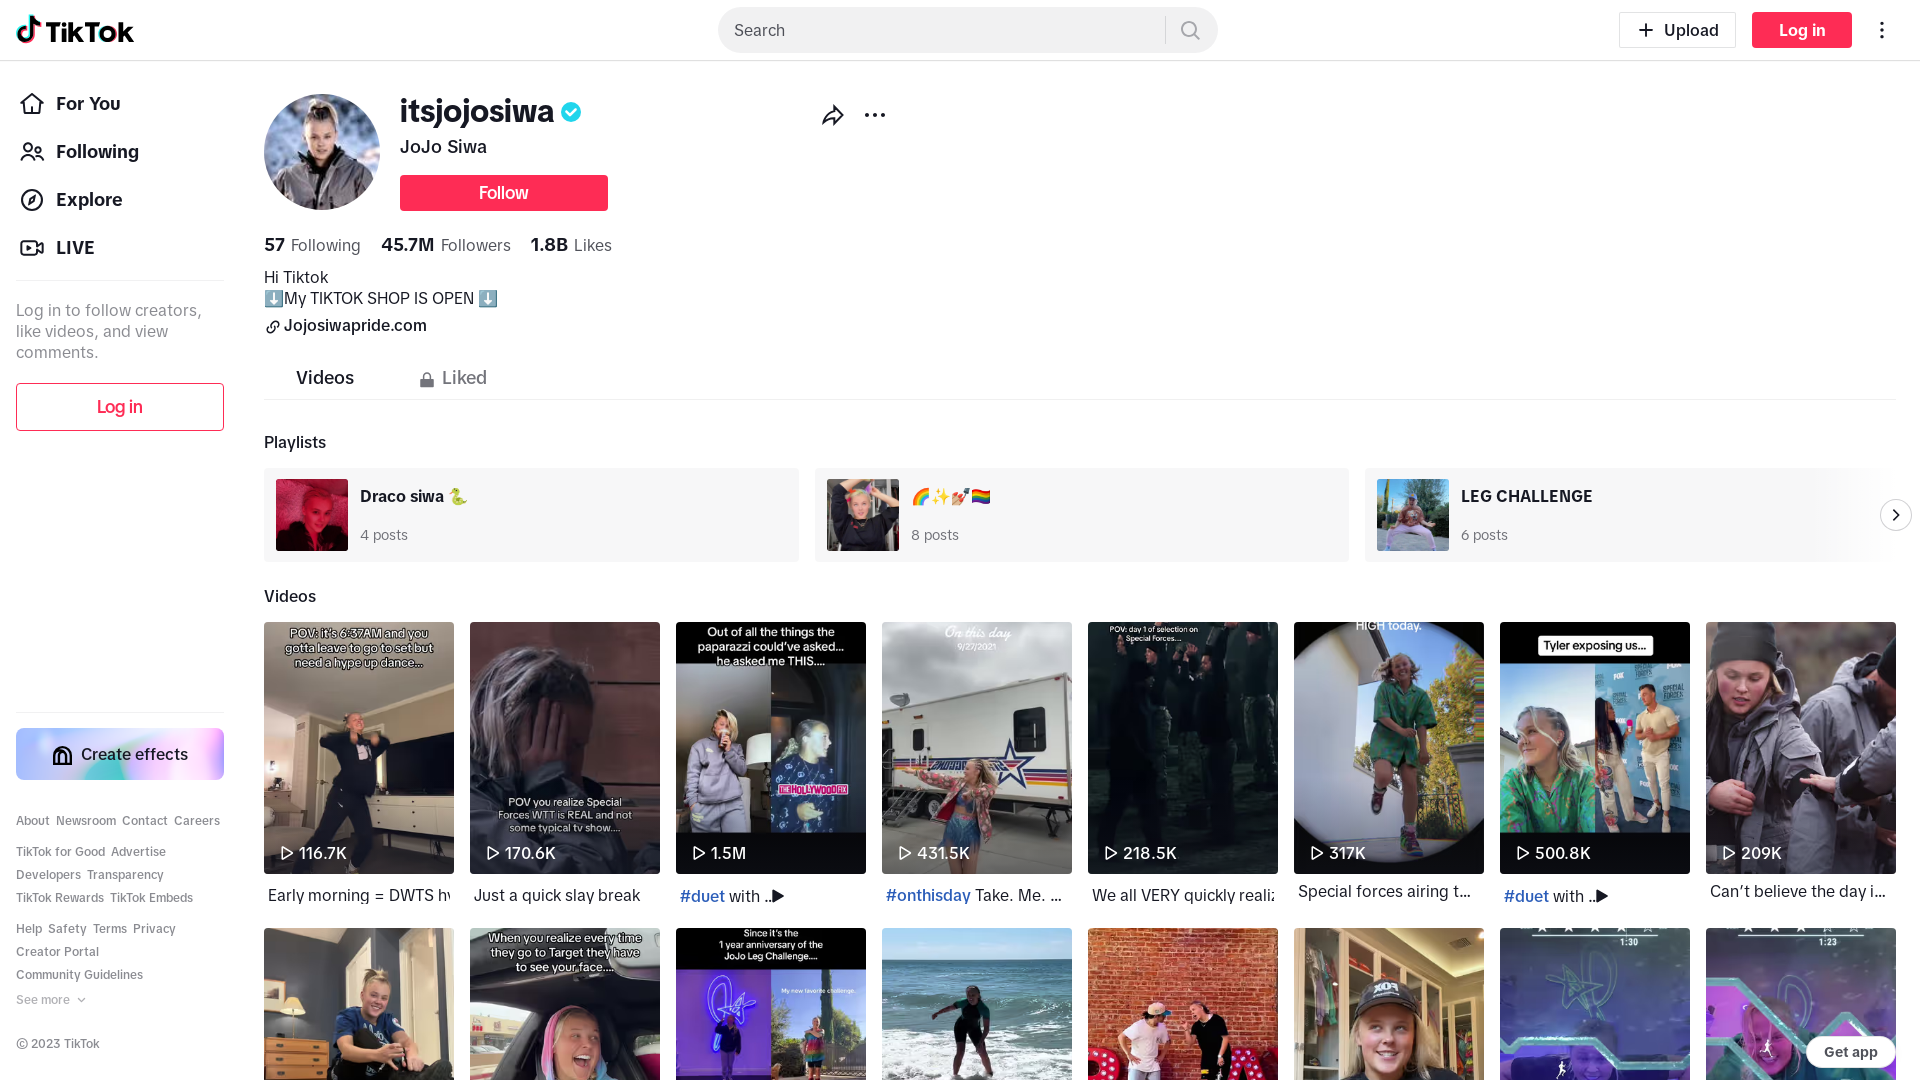 TikTok
Search
Upload
Log in
For You
Following
Explore
LIVE
Log in to follow creators,
like videos, and view
comments.
Log in
Create effects
About Newsroom Contact Careers
TikTok for Good Advertise
Developers Transparency
TikTok Rewards TikTok Embeds
Help Safety Terms Privacy
Creator Portal
Community Guidelines
See more
© 2023 TikTok
itsjojosiwa
JoJo Siwa
Follow
57 Following 45.7M Followers 1.8B Likes
Hi Tiktok
⬇️My TIKTOK SHOP IS OPEN ⬇️
Jojosiwapride.com
Videos
Liked
Playlists
Draco siwa 🐍
4 posts
🌈✨💅🏼🏳️‍🌈
8 posts
LEG CHALLENGE
6 posts
Videos
POV: it's 6:37AM and you
gotta leave to go to set but
need a hype up dance...
116.7K
Early morning = DWTS hy
POV you realize Special
Forces WTT is REAL and not
some typical tv show....
170.6K
Just a quick slay break
Out of all the things the
paparazzi could've asked...
he asked me THIS....
THE HOLLYWOOD FIX
1.5M
#duet with ...
On this day
9/27/2021
431.5K
#onthisday Take. Me. ...
POV: day 1 of selection on
Special Forces...
218.5K
We all VERY quickly realiz
HIGH today.
317K
Special forces airing t...
Tyler exposing us...
FOX
SPECIAL
FORCES
500.8K
#duet with ...
209K
Can't believe the day i...
When you realize every time
they go to Target they have
to see your face....
Since it's the
1 year anniversary of the
JoJo Leg Challenge....
My new favorite challenge.
FOX
1:30
1:23
Get app